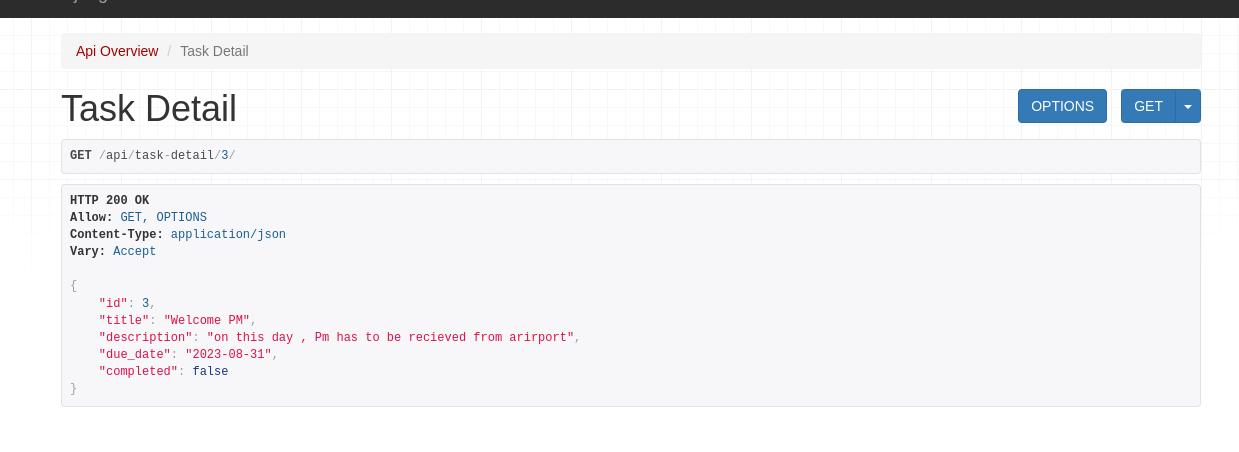 Api Overview / Task Detail
Task Detail
OPTIONS
GET
GET /api/task-detail/3/
HTTP 200 OK
Allow: GET, OPTIONS
Content-Type: application/json
Vary: Accept
{
    "id": 3,
    "title": "Welcome PM",
    "description": "on this day , Pm has to be recieved from arirport",
    "due_date": "2023-08-31",
    "completed": false
}